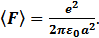 ⟨F⟩ = e² / (2πε₀a²).